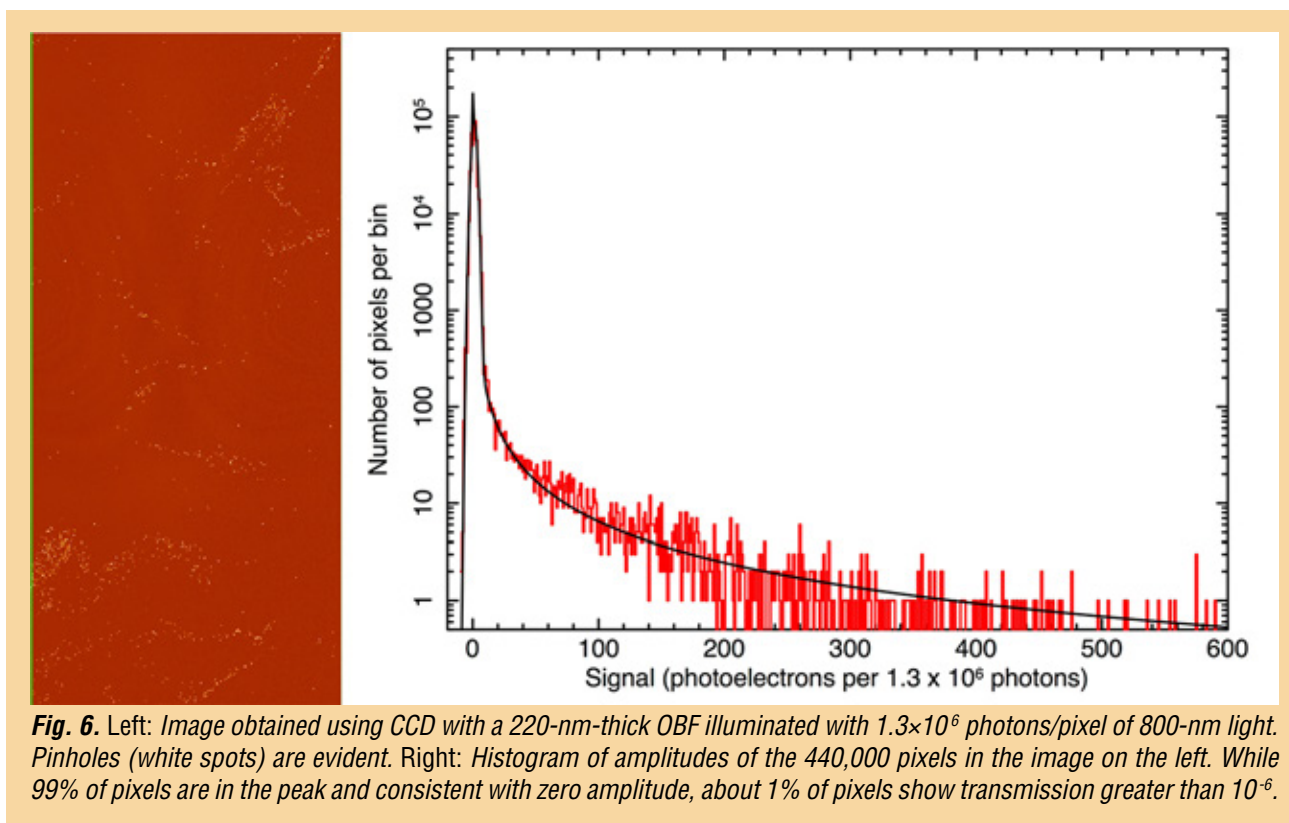 10⁵
10⁴
1000
100
10
1
Number of pixels per bin
0 100 200 300 400 500 600
Signal (photoelectrons per 1.3 x 10⁶ photons)
Fig. 6. Left: Image obtained using CCD with a 220-nm-thick OBF illuminated with 1.3×10⁶ photons/pixel of 800-nm light.
Pinholes (white spots) are evident. Right: Histogram of amplitudes of the 440,000 pixels in the image on the left. While
99% of pixels are in the peak and consistent with zero amplitude, about 1% of pixels show transmission greater than 10⁻⁶.